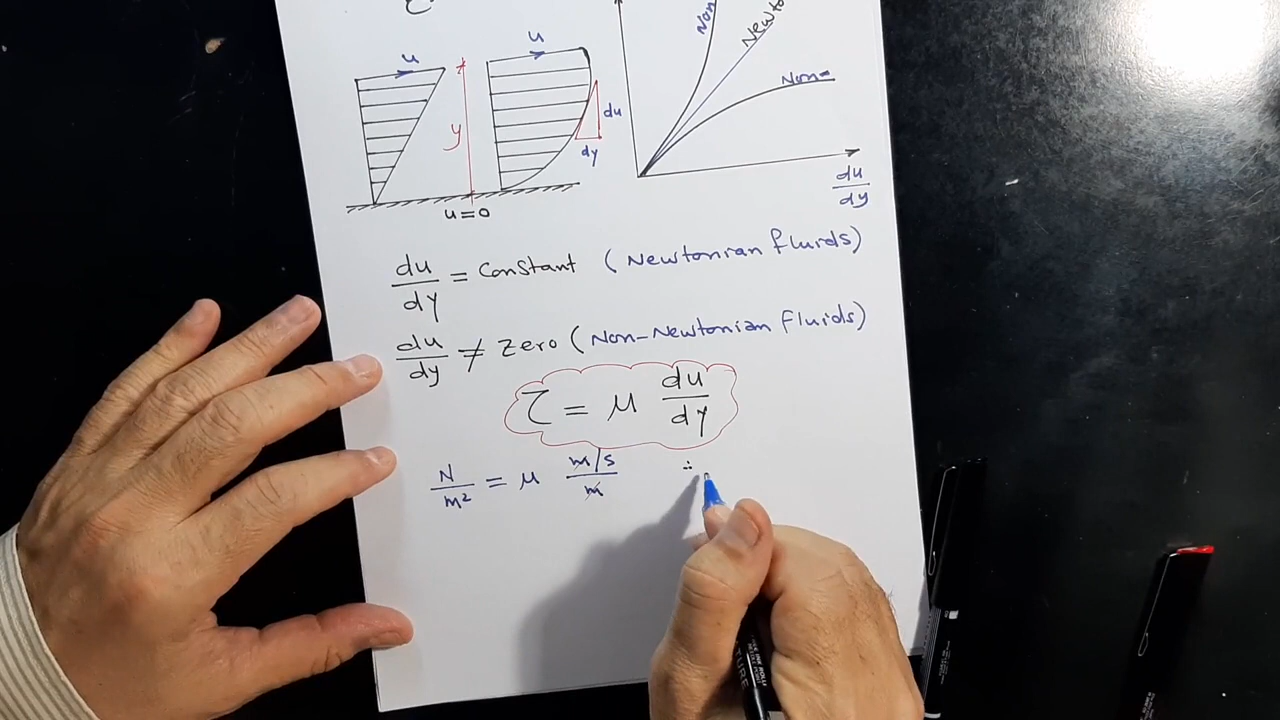 τ
u
u
y
du
dy
u=0
Non
Newto
Non-
du/dy
du/dy = Constant (Newtonian fluids)
du/dy ≠ Zero (Non-Newtonian fluids)
τ = μ du/dy
N/m² = μ m/s/m ∴